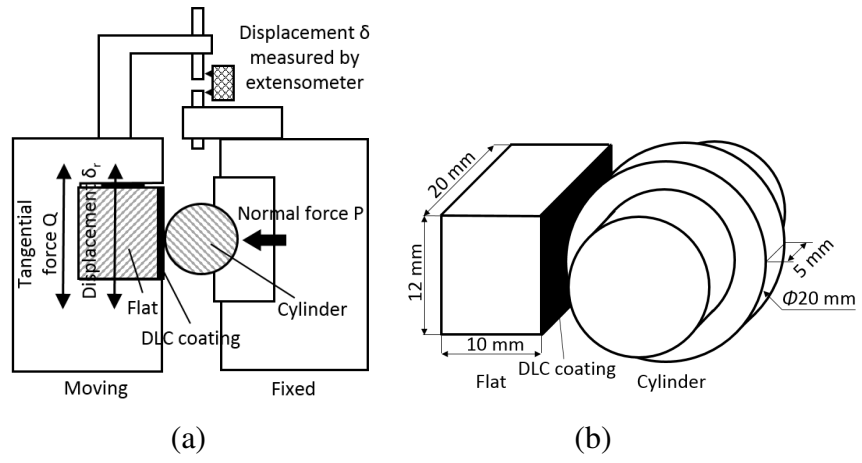 Displacement δ
measured by
extensometer
Tangential
force Q
Displacement δr
Normal force P
Flat
Cylinder
DLC coating
Moving
Fixed
(a)
20 mm
12 mm
10 mm
5 mm
Φ20 mm
DLC coating
Flat
Cylinder
(b)